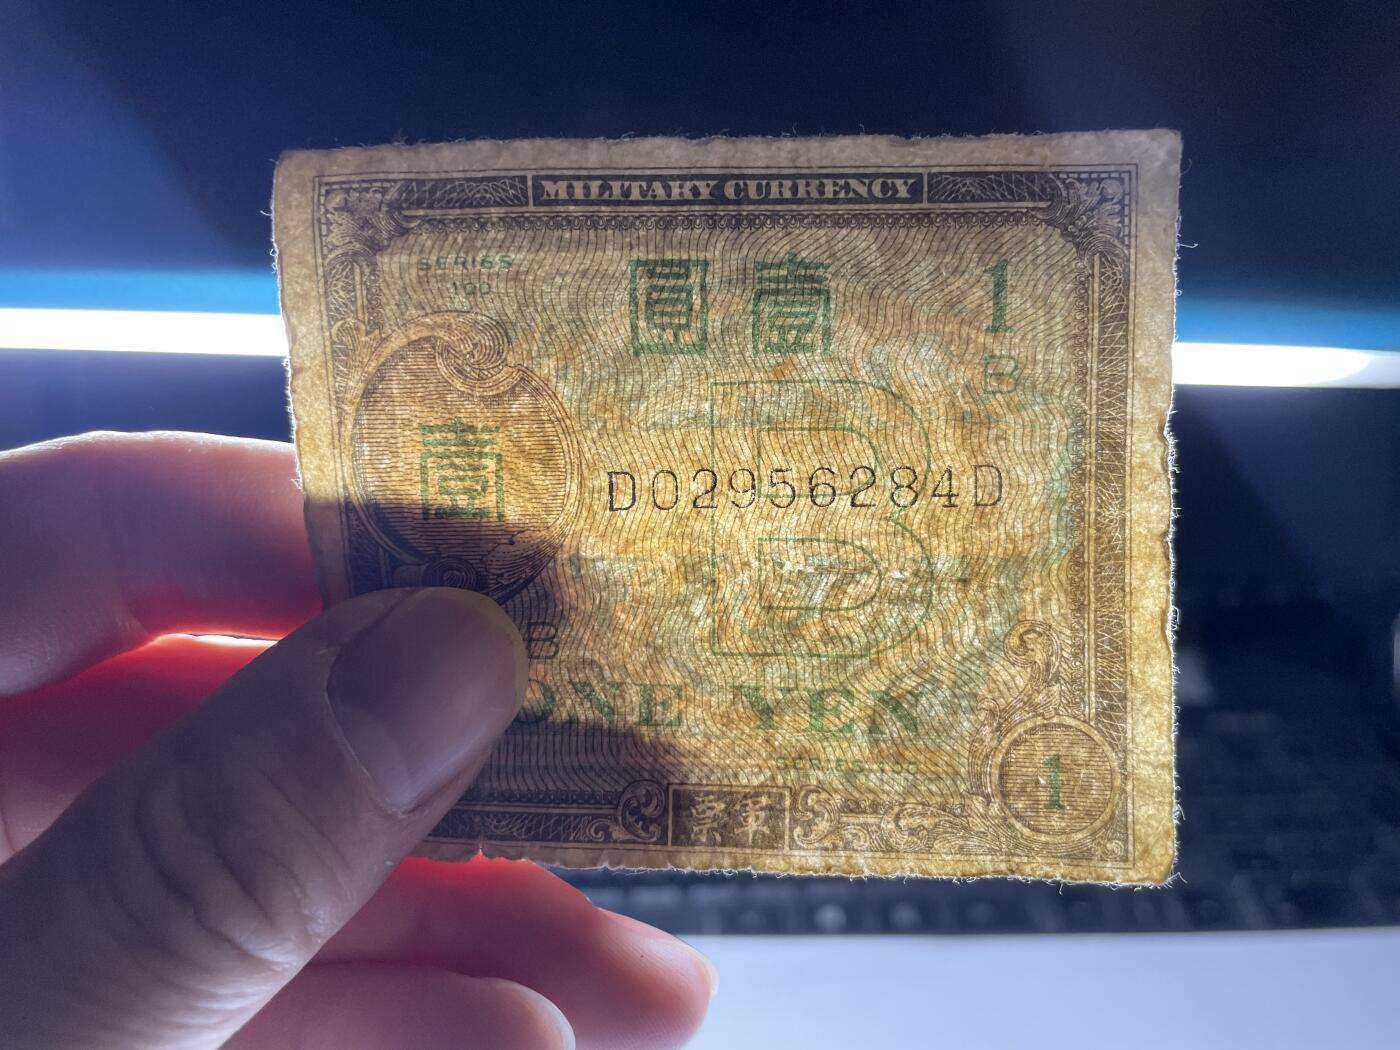 MILITARY CURRENCY
SERIES
100
圓壹
1
B
壹
B
D02956284D
B
ONE YEN
SERIES 100
1
票軍